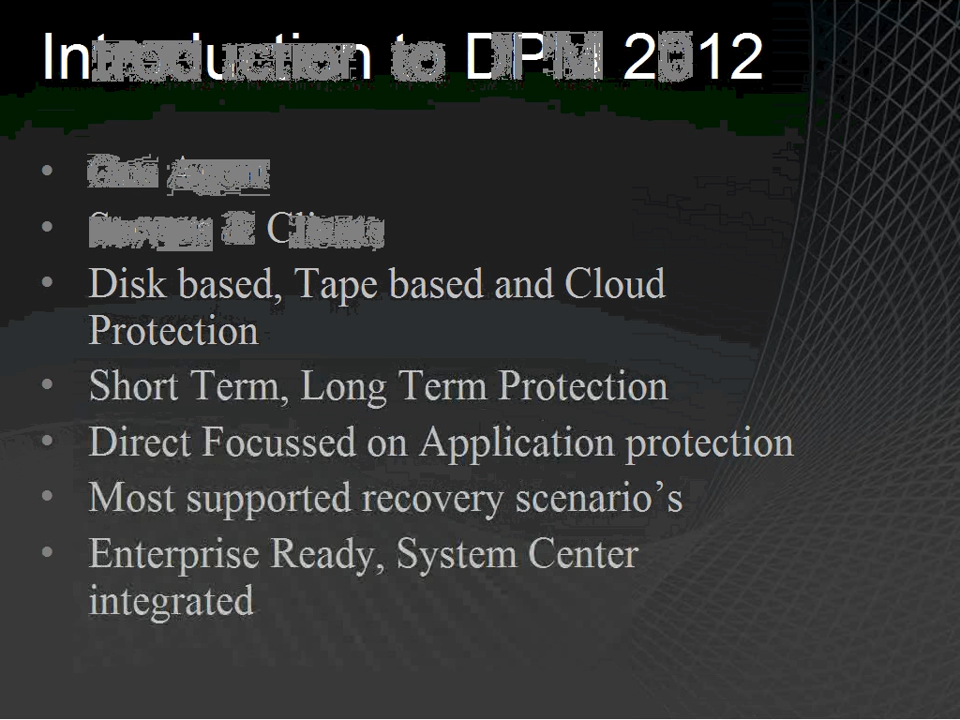 Introduction to DPM 2012
• & Clients
• Disk based, Tape based and Cloud
Protection
• Short Term, Long Term Protection
• Direct Focussed on Application protection
• Most supported recovery scenario’s
• Enterprise Ready, System Center
integrated